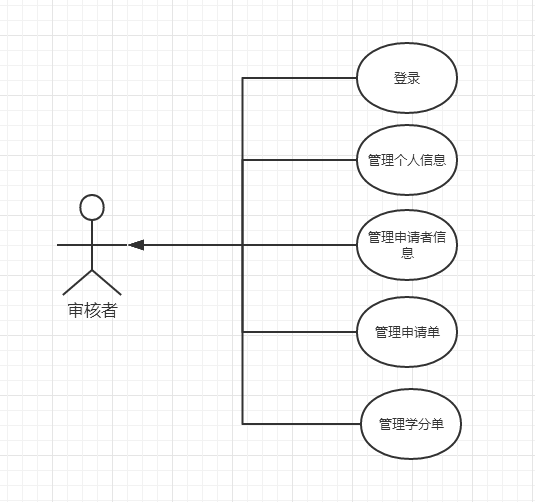 登录
管理个人信息
管理申请者信
息
审核者
管理申请单
管理学分单